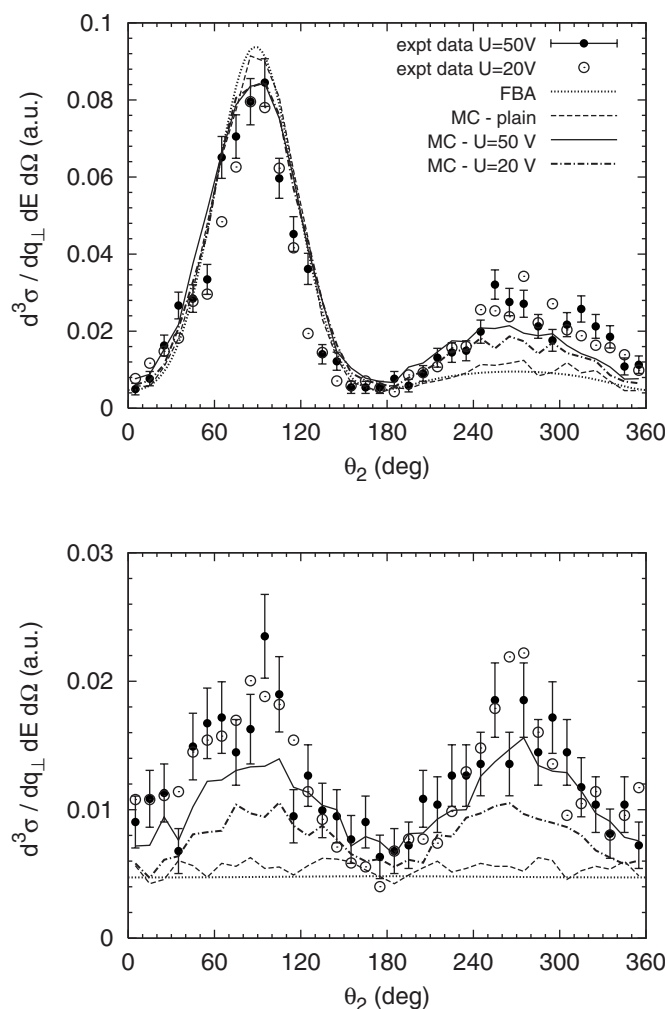 0.1
0.08
0.06
0.04
0.02
0
0 60 120 180 240 300 360
θ₂ (deg)
d³σ / dq⊥ dE dΩ (a.u.)
expt data U=50V
expt data U=20V
FBA
MC - plain
MC - U=50 V
MC - U=20 V
0.03
0.02
0.01
0
0 60 120 180 240 300 360
θ₂ (deg)
d³σ / dq⊥ dE dΩ (a.u.)